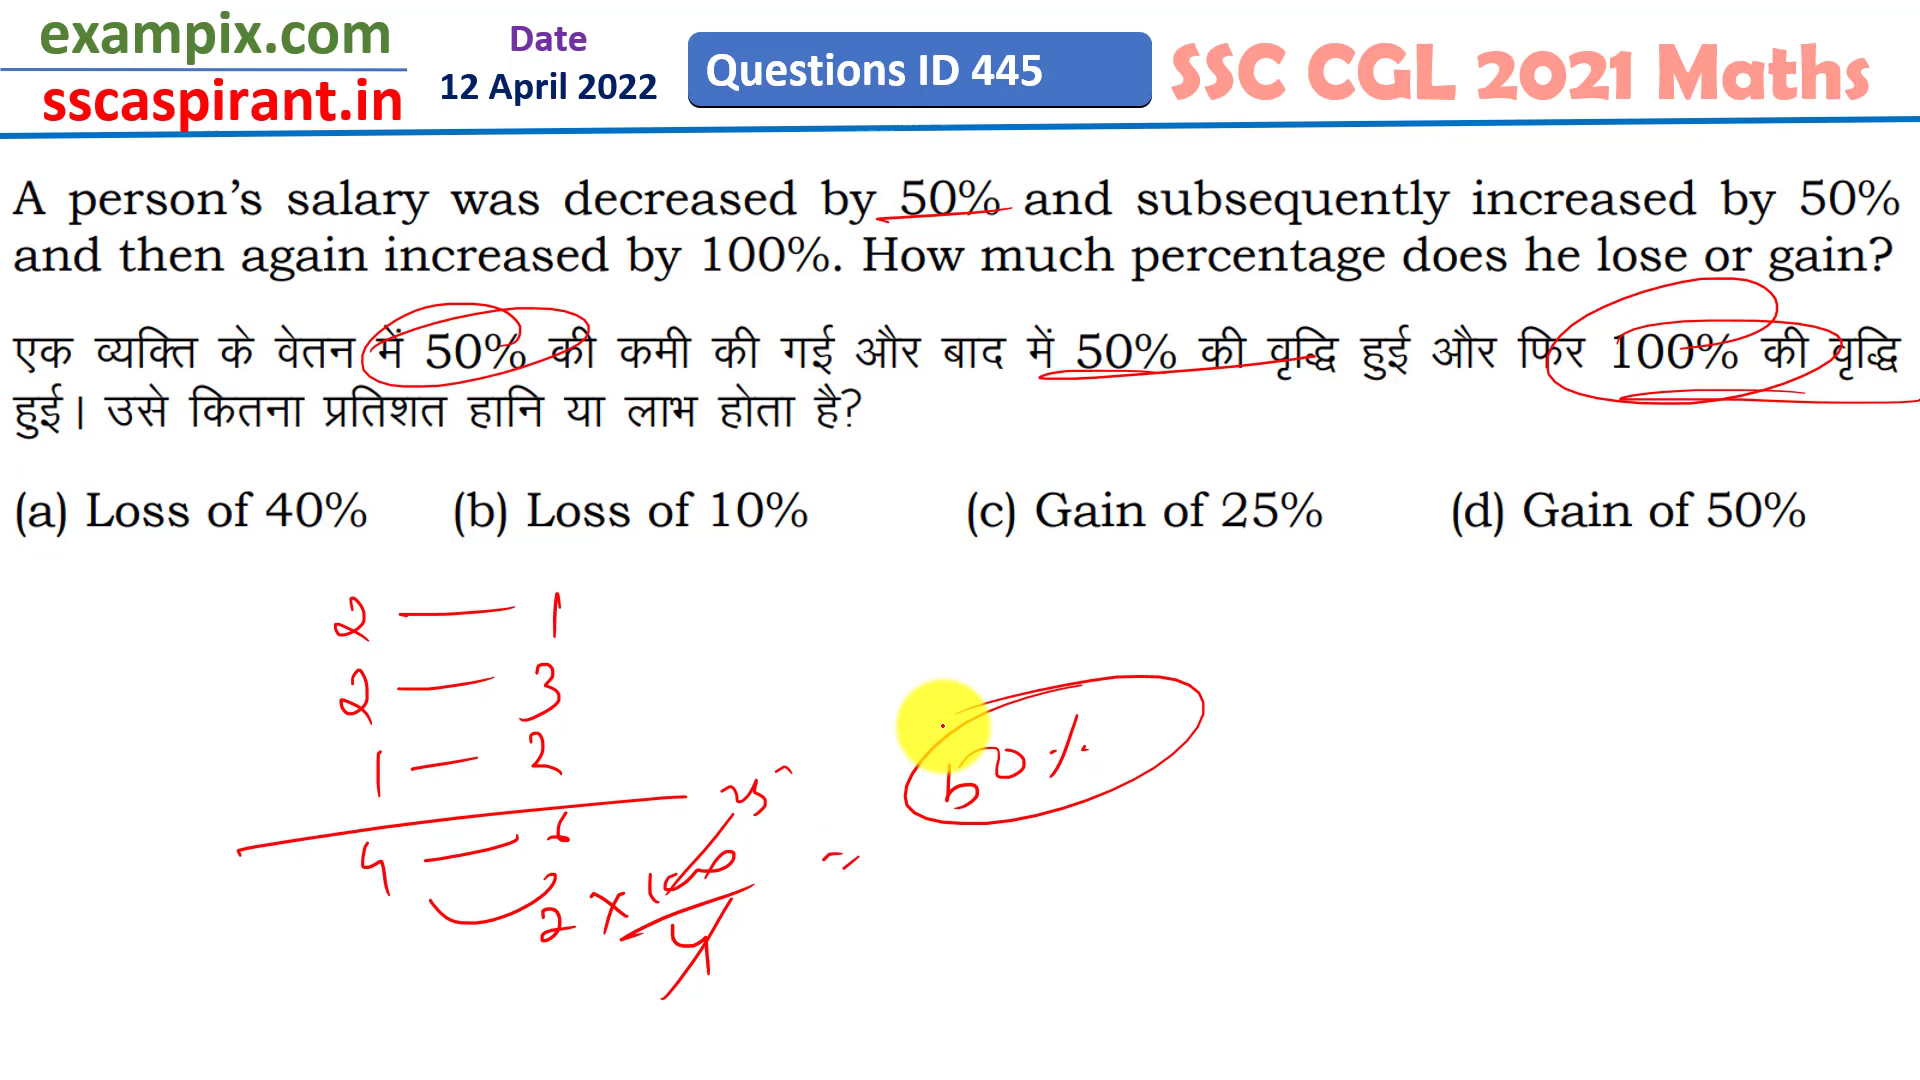 exampix.com
sscaspirant.in
Date
12 April 2022
Questions ID 445
SSC CGL 2021 Maths
A person’s salary was decreased by 50% and subsequently increased by 50%
and then again increased by 100%. How much percentage does he lose or gain?
एक व्यक्ति के वेतन में 50% की कमी की गई और बाद में 50% की वृद्धि हुई और फिर 100% की वृद्धि
हुई। उसे कितना प्रतिशत हानि या लाभ होता है?
(a) Loss of 40% (b) Loss of 10% (c) Gain of 25% (d) Gain of 50%
2 — 1
2 — 3
1 — 2
4 — 6
2 × 100/4 25 = 50%